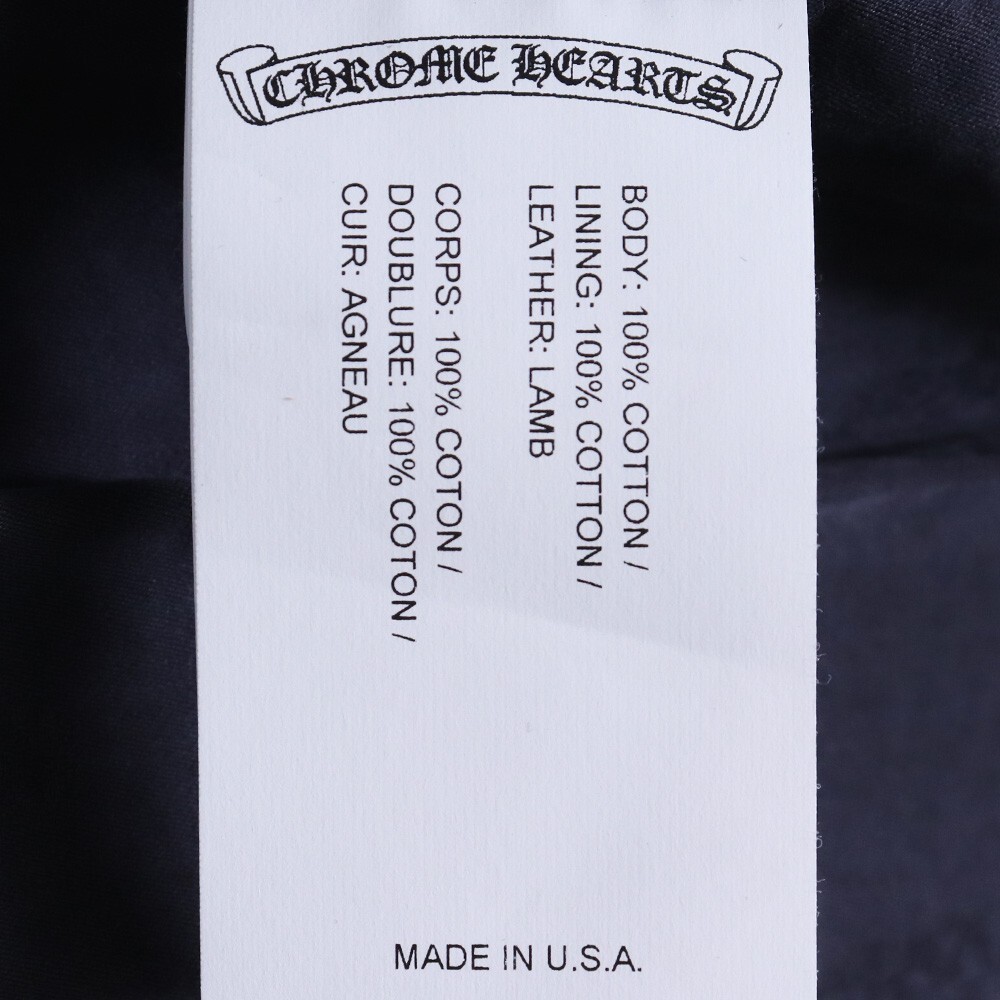 CHROME HEARTS
BODY: 100% COTTON /
LINING: 100% COTTON /
LEATHER: LAMB
CORPS: 100% COTON /
DOUBLURE: 100% COTON /
CUIR: AGNEAU
MADE IN U.S.A.